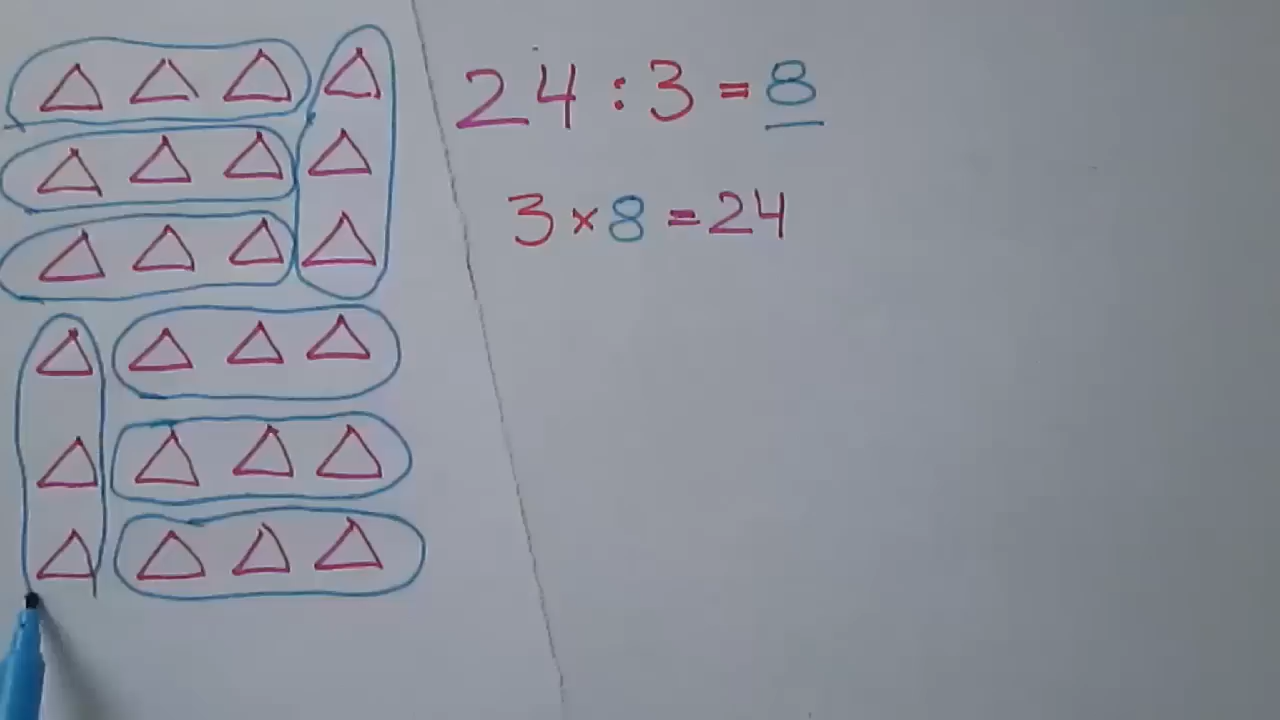 24 : 3 = 8
3 × 8 = 24